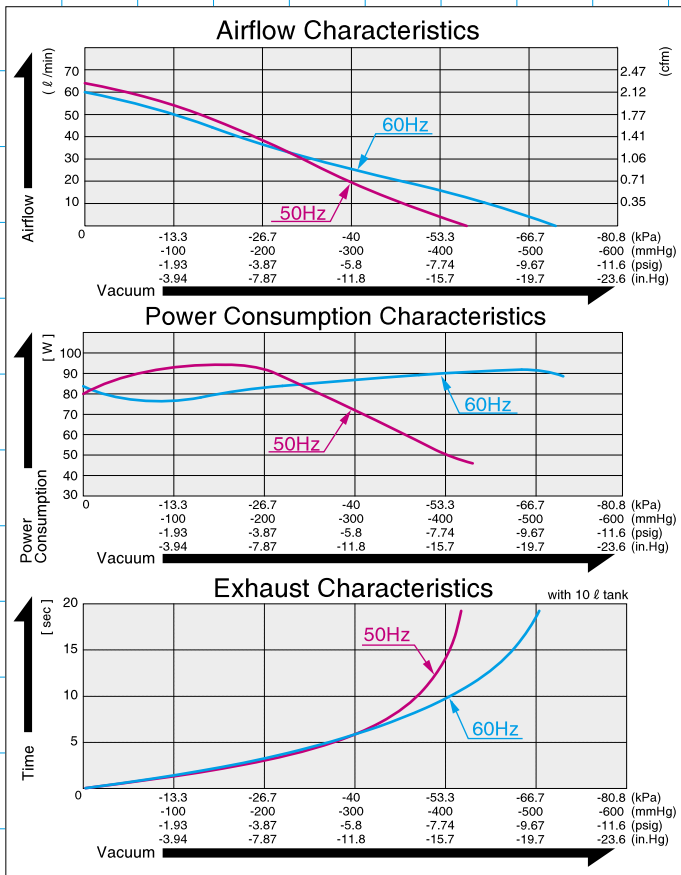 Airflow Characteristics
Airflow
( ℓ /min)
(cfm)
70 2.47
60 2.12
50 1.77
40 1.41
30 1.06
20 0.71
10 0.35
60Hz
50Hz
0 -13.3 -26.7 -40 -53.3 -66.7 -80.8 (kPa)
-100 -200 -300 -400 -500 -600 (mmHg)
-1.93 -3.87 -5.8 -7.74 -9.67 -11.6 (psig)
-3.94 -7.87 -11.8 -15.7 -19.7 -23.6 (in.Hg)
Vacuum
Power Consumption Characteristics
Power
Consumption
[ W ]
100
90
80
70
60
50
40
30
60Hz
50Hz
0 -13.3 -26.7 -40 -53.3 -66.7 -80.8 (kPa)
-100 -200 -300 -400 -500 -600 (mmHg)
-1.93 -3.87 -5.8 -7.74 -9.67 -11.6 (psig)
-3.94 -7.87 -11.8 -15.7 -19.7 -23.6 (in.Hg)
Vacuum
Exhaust Characteristics
with 10 ℓ tank
Time
[ sec ]
20
15
10
5
50Hz
60Hz
0 -13.3 -26.7 -40 -53.3 -66.7 -80.8 (kPa)
-100 -200 -300 -400 -500 -600 (mmHg)
-1.93 -3.87 -5.8 -7.74 -9.67 -11.6 (psig)
-3.94 -7.87 -11.8 -15.7 -19.7 -23.6 (in.Hg)
Vacuum